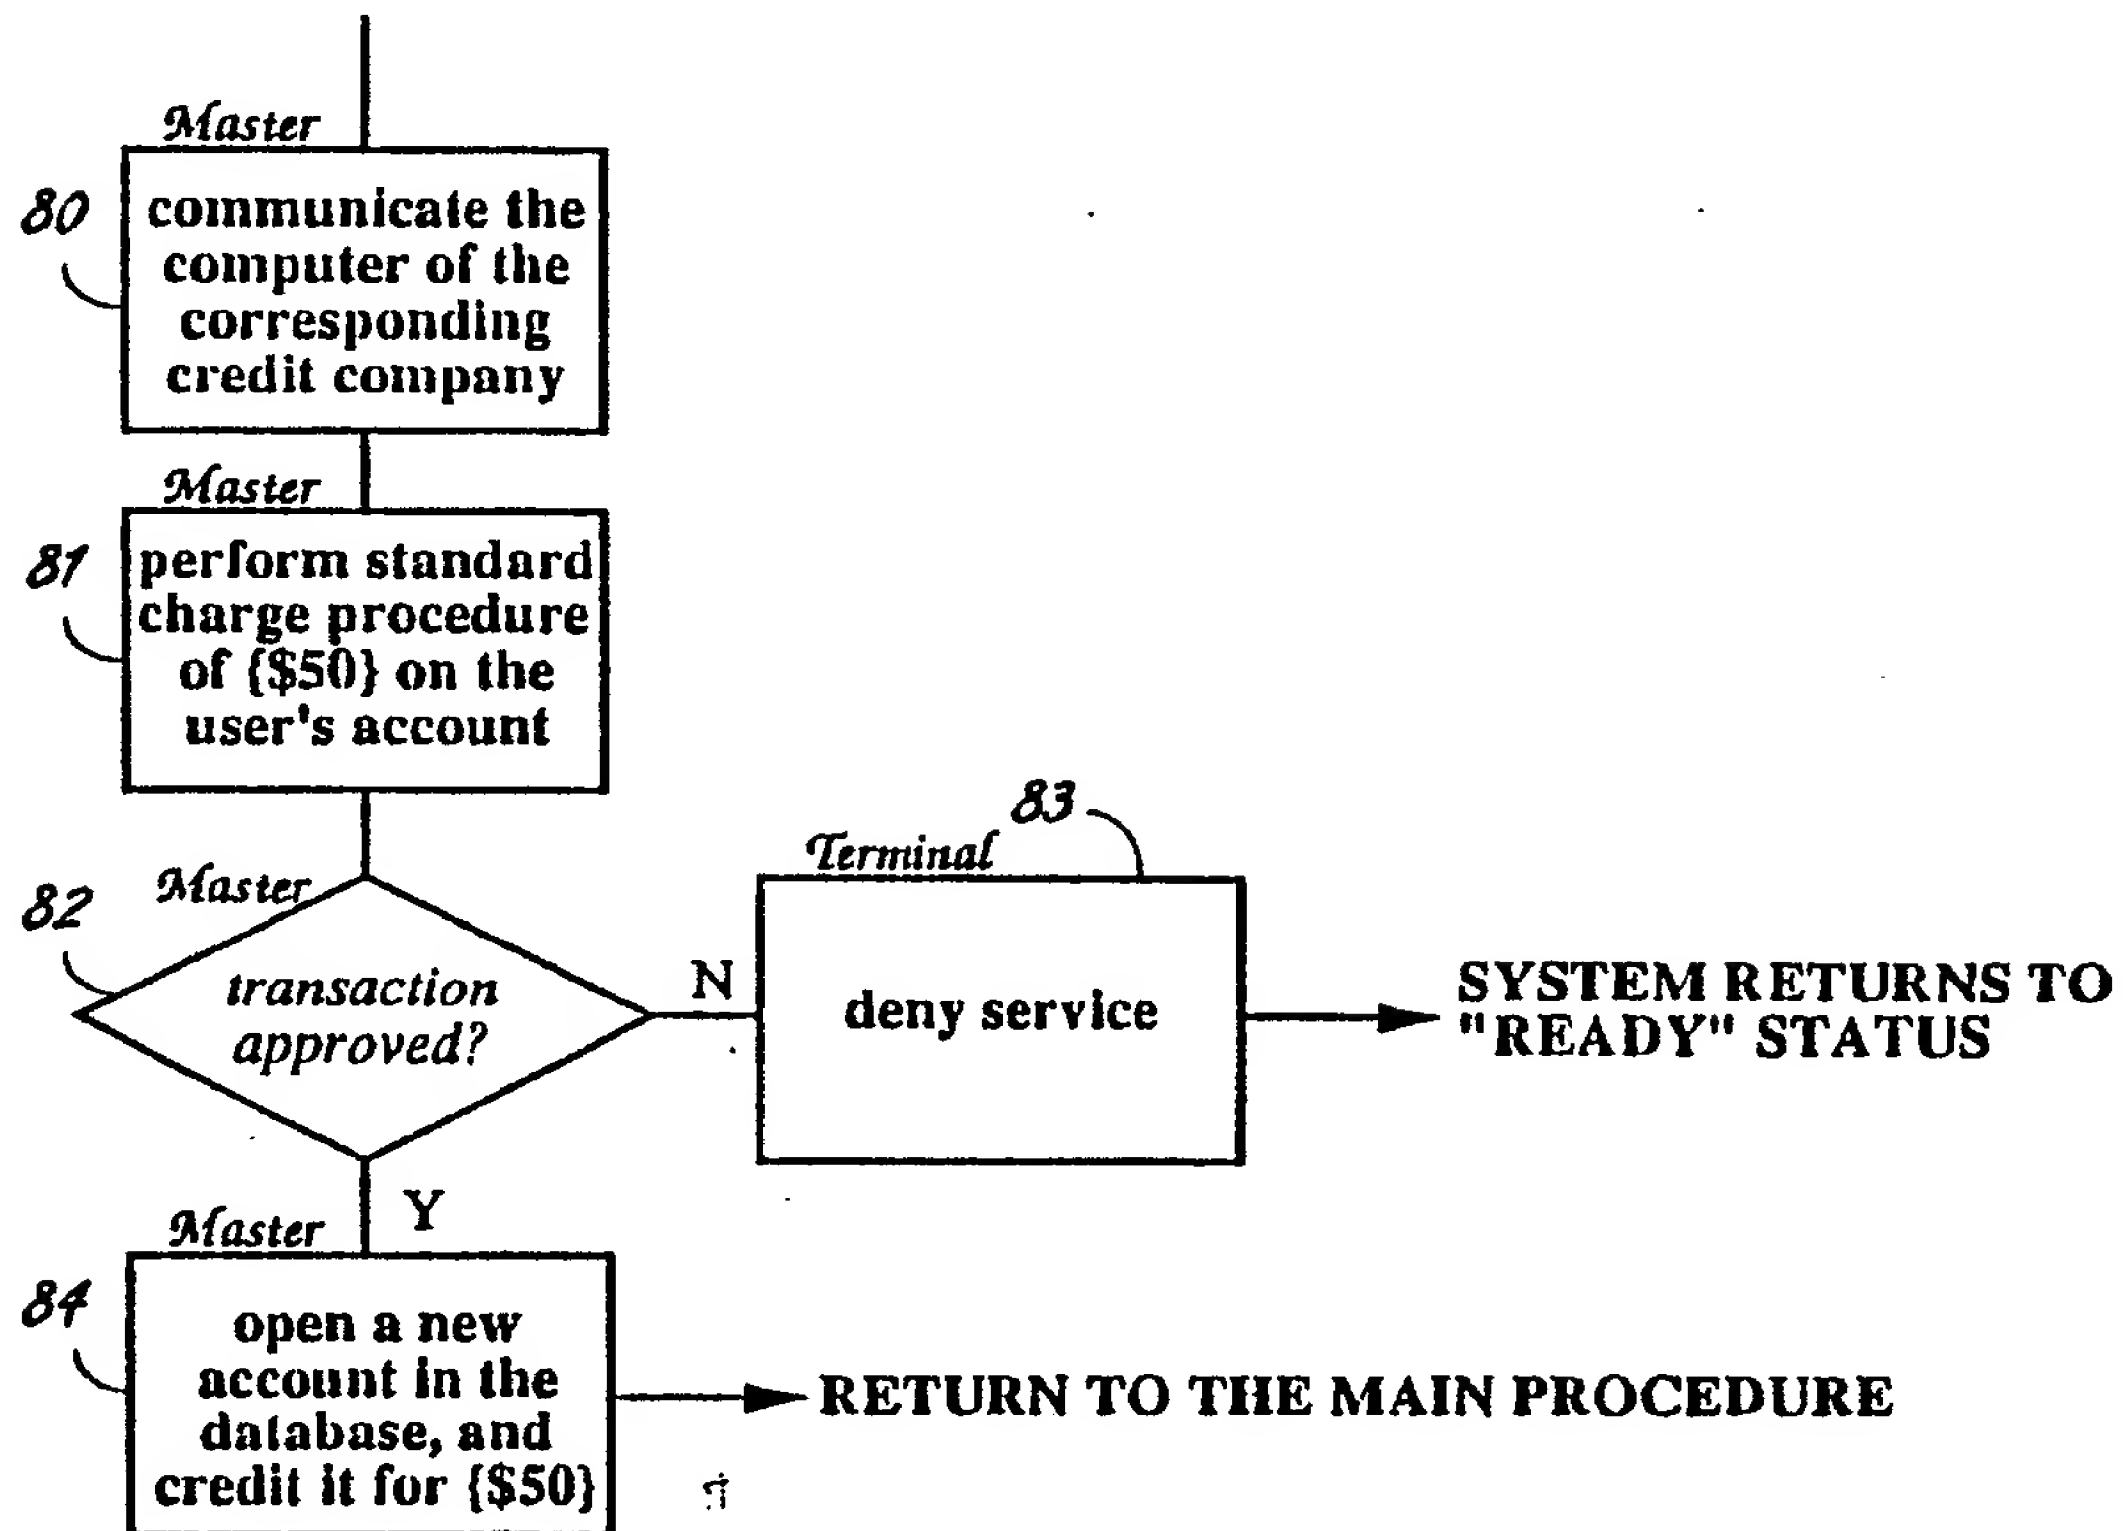 Master
80
communicate the
computer of the
corresponding
credit company
Master
81
perform standard
charge procedure
of {$50} on the
user's account
Master
82
transaction
approved?
N
Terminal
83
deny service
SYSTEM RETURNS TO
"READY" STATUS
Y
Master
84
open a new
account in the
database, and
credit it for {$50}
RETURN TO THE MAIN PROCEDURE